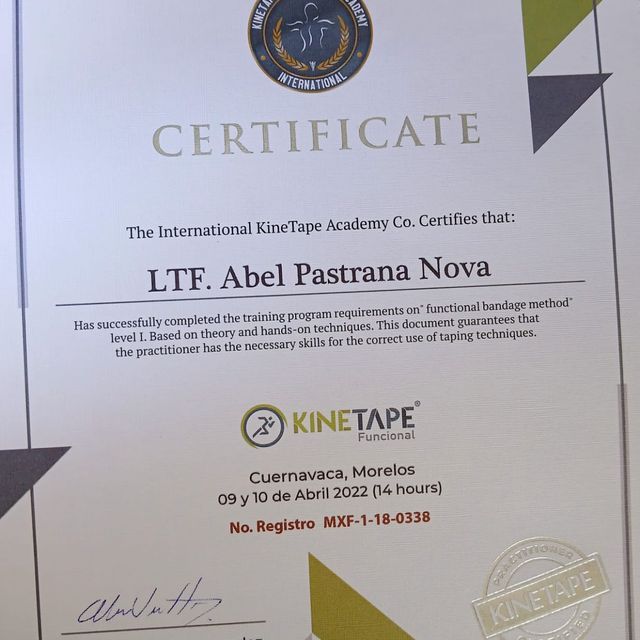 INTERNATIONAL
CERTIFICATE
The International KineTape Academy Co. Certifies that:
LTF. Abel Pastrana Nova
Has successfully completed the training program requirements on" functional bandage method"
level I. Based on theory and hands-on techniques. This document guarantees that
the practitioner has the necessary skills for the correct use of taping techniques.
KINETAPE®
Funcional
Cuernavaca, Morelos
09 y 10 de Abril 2022 (14 hours)
No. Registro MXF-1-18-0338
PRACTITIONER
KINETAPE